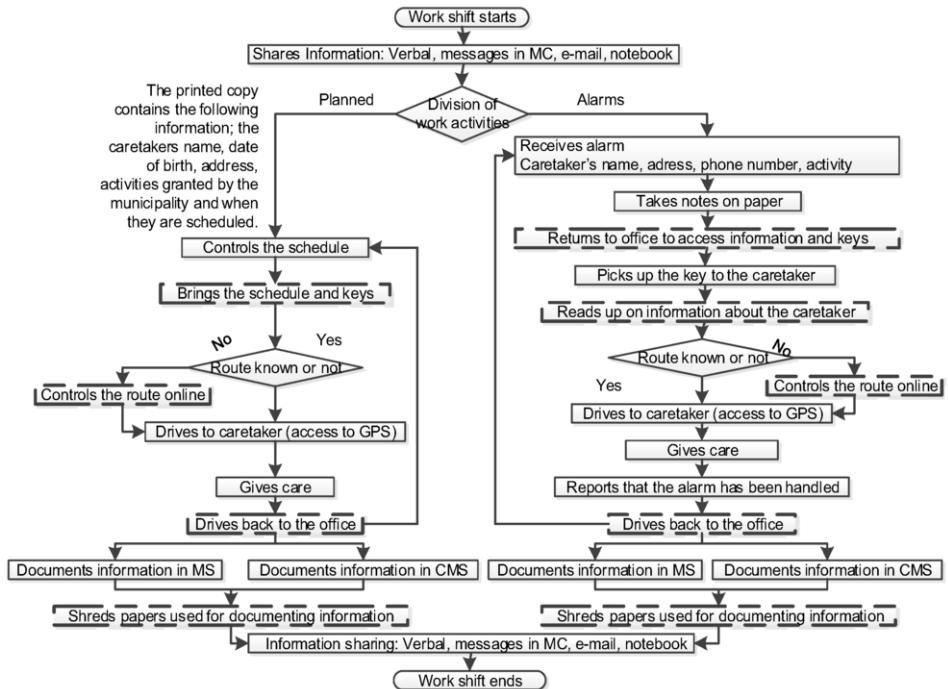 Work shift starts
Shares Information: Verbal, messages in MC, e-mail, notebook
Planned
Division of
work activities
Alarms
The printed copy
contains the following
information; the
caretakers name, date
of birth, address,
activities granted by the
municipality and when
they are scheduled.
Controls the schedule
Brings the schedule and keys
No
Yes
Route known or not
Controls the route online
Drives to caretaker (access to GPS)
Gives care
Drives back to the office
Documents information in MS
Documents information in CMS
Shreds papers used for documenting information
Receives alarm
Caretaker's name, adress, phone number, activity
Takes notes on paper
Returns to office to access information and keys
Picks up the key to the caretaker
Reads up on information about the caretaker
Route known or not
No
Yes
Controls the route online
Drives to caretaker (access to GPS)
Gives care
Reports that the alarm has been handled
Drives back to the office
Documents information in MS
Documents information in CMS
Shreds papers used for documenting information
Information sharing: Verbal, messages in MC, e-mail, notebook
Work shift ends